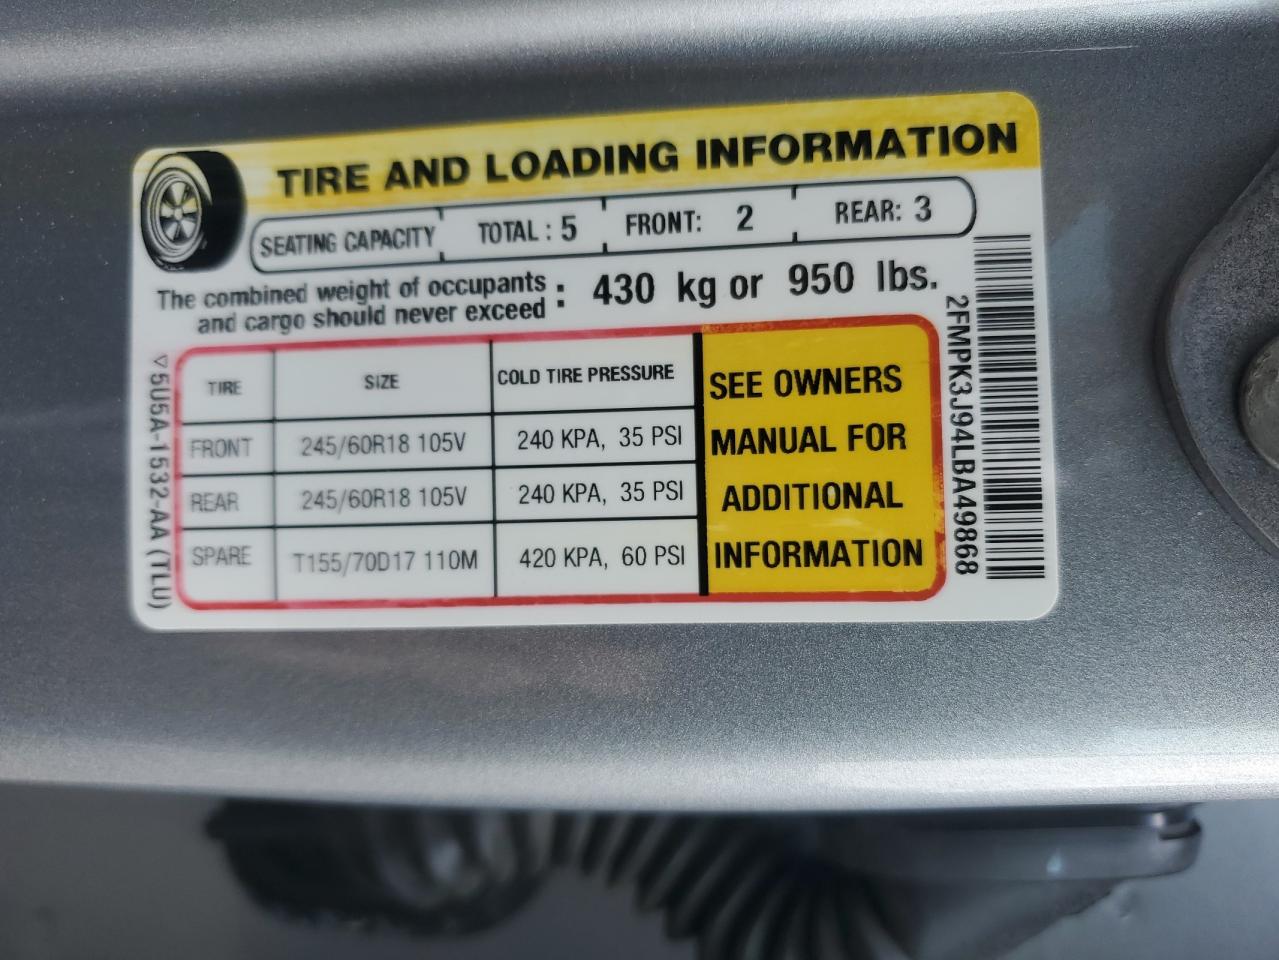 TIRE AND LOADING INFORMATION
SEATING CAPACITY TOTAL : 5 FRONT: 2 REAR: 3
The combined weight of occupants
and cargo should never exceed : 430 kg or 950 lbs.
TIRE SIZE COLD TIRE PRESSURE
FRONT 245/60R18 105V 240 KPA, 35 PSI
REAR 245/60R18 105V 240 KPA, 35 PSI
SPARE T155/70D17 110M 420 KPA, 60 PSI
SEE OWNERS
MANUAL FOR
ADDITIONAL
INFORMATION
▽5U5A-1532-AA (TLU)
2FMPK3J94LBA49868